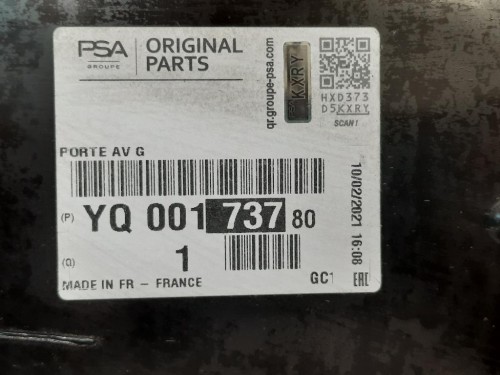 PSA
GROUPE
ORIGINAL
PARTS
qr.groupe-psa.com
KXRY
HXD373
D5KXRY
SCAN !
PORTE AV G
(P) YQ 001 737 80
(Q) 1
MADE IN FR - FRANCE
GC1
10/02/2021 16:08
EAC